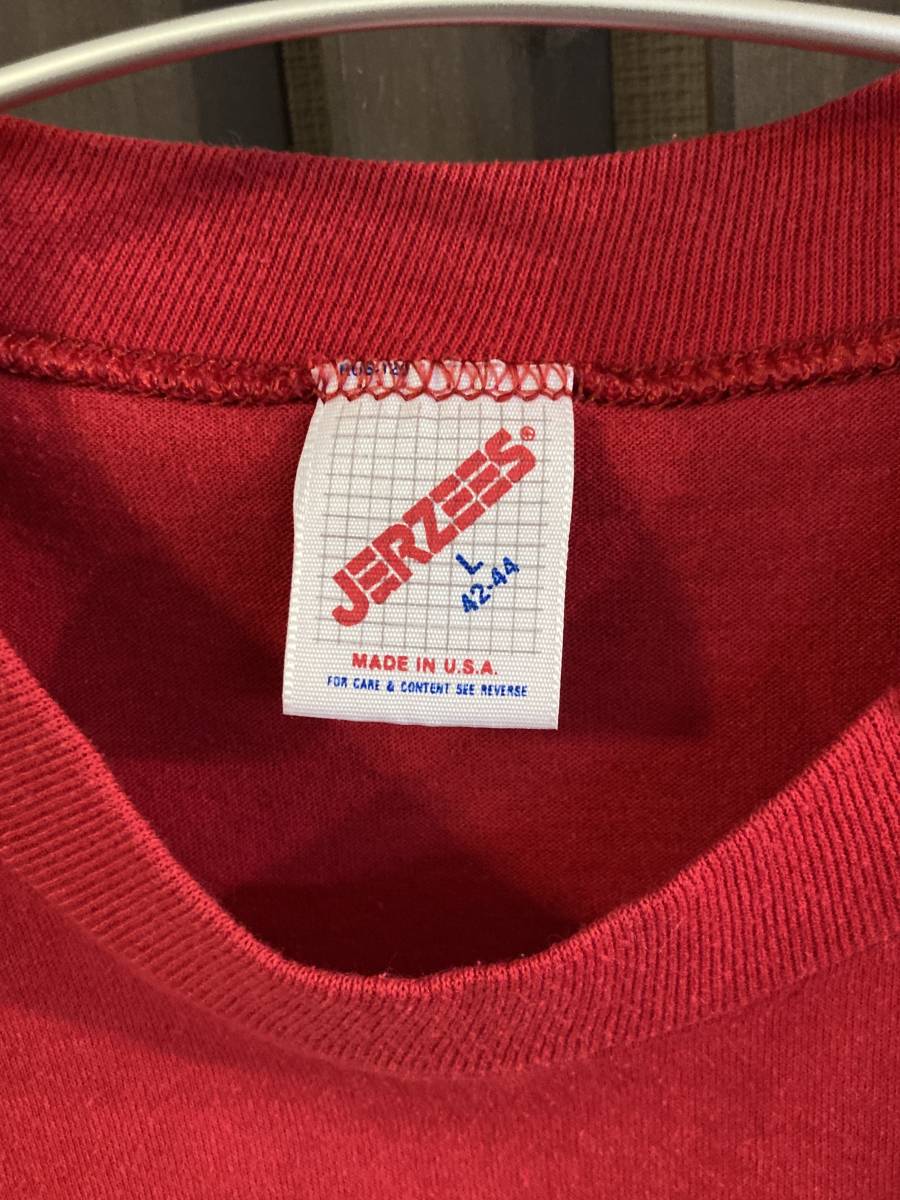 JERZEES®
L
42-44
MADE IN U.S.A.
FOR CARE & CONTENT SEE REVERSE